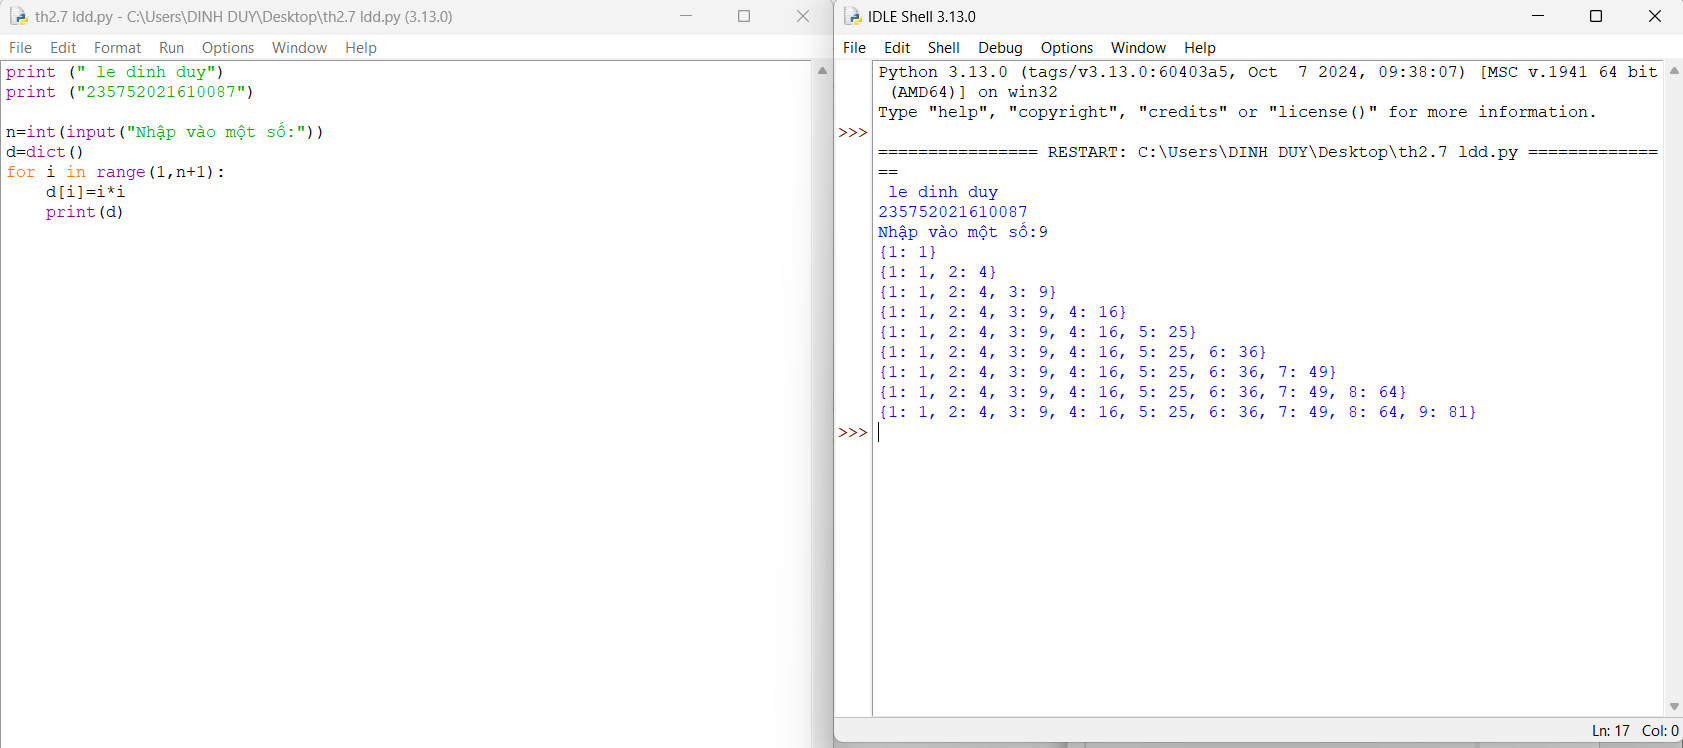 th2.7 ldd.py - C:\Users\DINH DUY\Desktop\th2.7 ldd.py (3.13.0)
File Edit Format Run Options Window Help
print (" le dinh duy")
print ("235752021610087")
n=int(input("Nhập vào một số:"))
d=dict()
for i in range(1,n+1):
    d[i]=i*i
    print(d)
IDLE Shell 3.13.0
File Edit Shell Debug Options Window Help
Python 3.13.0 (tags/v3.13.0:60403a5, Oct  7 2024, 09:38:07) [MSC v.1941 64 bit
 (AMD64)] on win32
Type "help", "copyright", "credits" or "license()" for more information.
>>>
================ RESTART: C:\Users\DINH DUY\Desktop\th2.7 ldd.py =============
==
 le dinh duy
235752021610087
Nhập vào một số:9
{1: 1}
{1: 1, 2: 4}
{1: 1, 2: 4, 3: 9}
{1: 1, 2: 4, 3: 9, 4: 16}
{1: 1, 2: 4, 3: 9, 4: 16, 5: 25}
{1: 1, 2: 4, 3: 9, 4: 16, 5: 25, 6: 36}
{1: 1, 2: 4, 3: 9, 4: 16, 5: 25, 6: 36, 7: 49}
{1: 1, 2: 4, 3: 9, 4: 16, 5: 25, 6: 36, 7: 49, 8: 64}
{1: 1, 2: 4, 3: 9, 4: 16, 5: 25, 6: 36, 7: 49, 8: 64, 9: 81}
>>>
Ln: 17 Col: 0